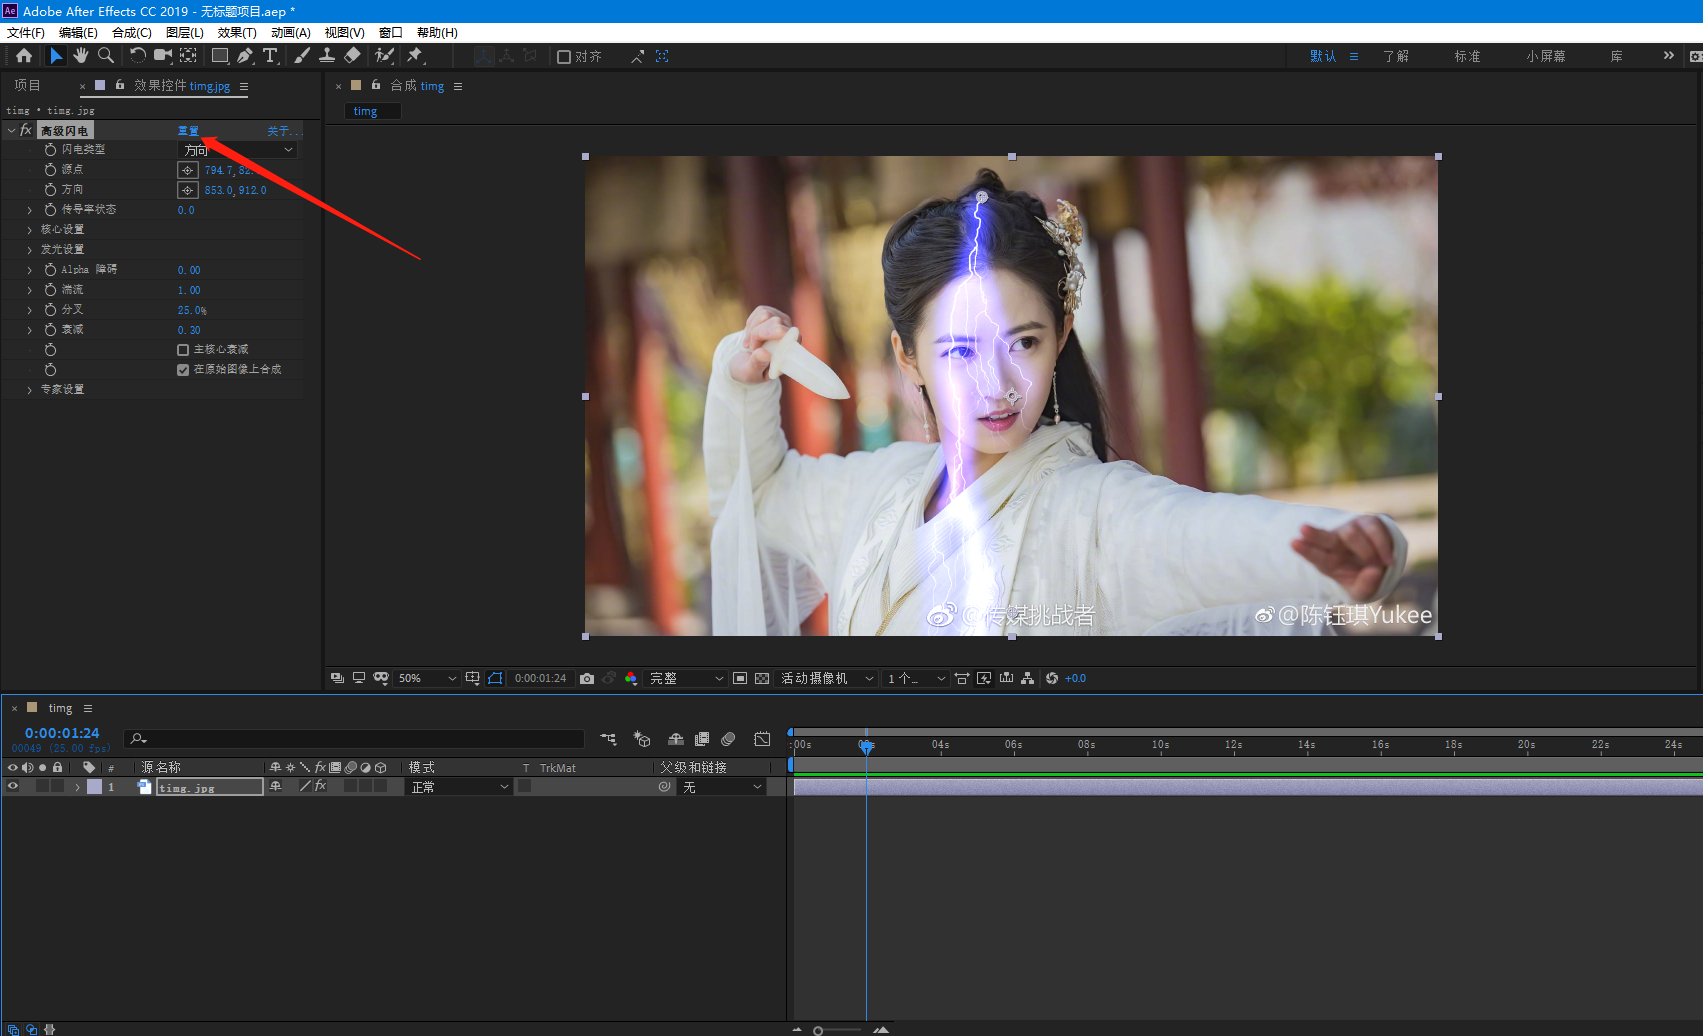 Ae Adobe After Effects CC 2019 - 无标题项目.aep *
文件(F) 编辑(E) 合成(C) 图层(L) 效果(T) 动画(A) 视图(V) 窗口 帮助(H)
对齐 默认 了解 标准 小屏幕 库
项目 × 效果控件 timg.jpg
× 合成 timg
timg • timg.jpg
timg
fx 高级闪电 重置 关于...
闪电类型 方向
源点 794.7, 82
方向 853.0, 912.0
传导率状态 0.0
核心设置
发光设置
Alpha 障碍 0.00
湍流 1.00
分叉 25.0%
衰减 0.30
主核心衰减
在原始图像上合成
专家设置
@传媒挑战者
@陈钰琪Yukee
50% 0:00:01:24 完整 活动摄像机 1 个... +0.0
× timg
0:00:01:24
00049 (25.00 fps)
:00s 04s 06s 08s 10s 12s 14s 16s 18s 20s 22s 24s
# 源名称 fx 模式 T TrkMat 父级和链接
1 timg.jpg fx 正常 无